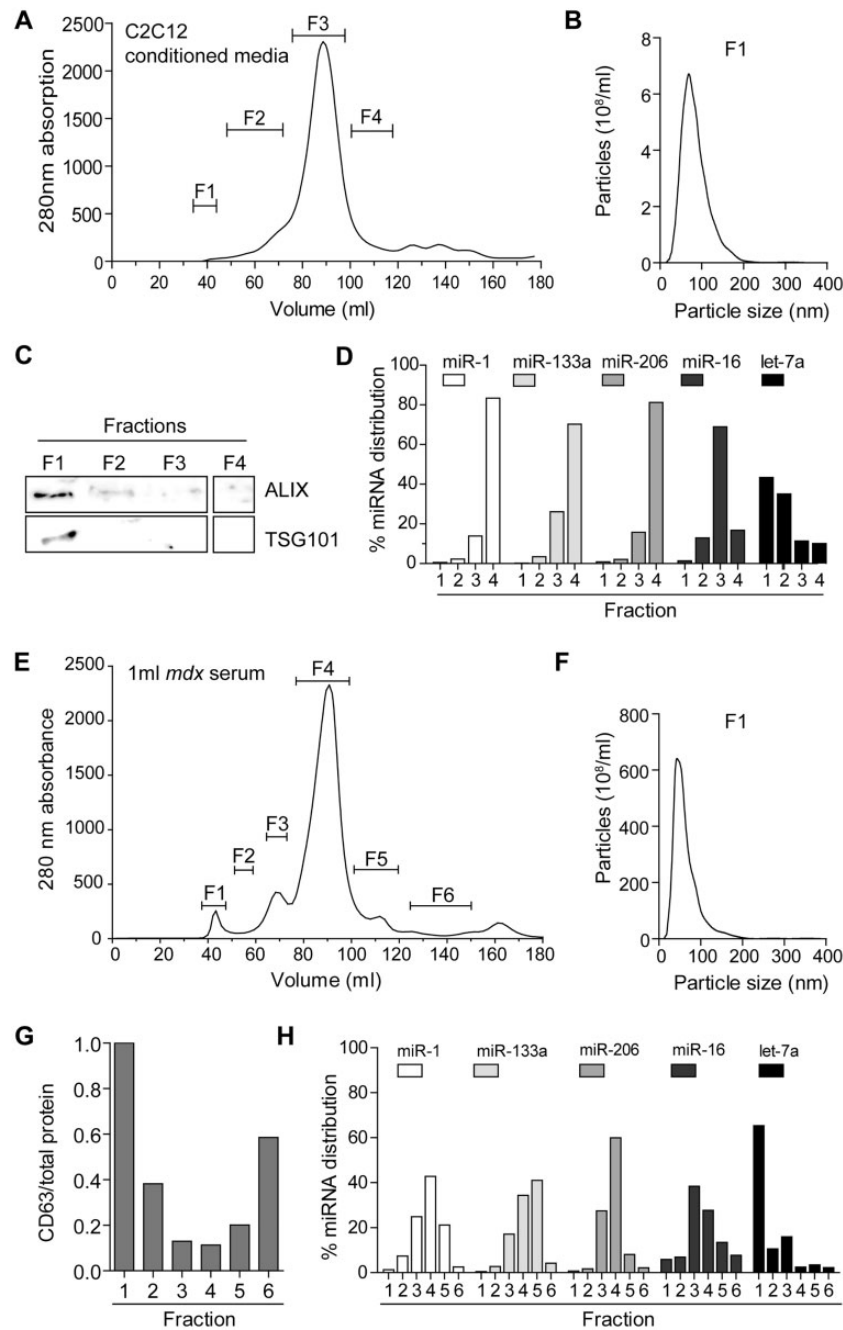 A
C2C12
conditioned media
F1
F2
F3
F4
280nm absorption
2500
2000
1500
1000
500
0
0 20 40 60 80 100 120 140 160 180
Volume (ml)
B
F1
Particles (10⁸/ml)
8
6
4
2
0
0 100 200 300 400
Particle size (nm)
C
Fractions
F1 F2 F3 F4
ALIX
TSG101
D
miR-1 miR-133a miR-206 miR-16 let-7a
% miRNA distribution
100
80
60
40
20
0
1 2 3 4 1 2 3 4 1 2 3 4 1 2 3 4 1 2 3 4
Fraction
E
1ml mdx serum
F1
F2
F3
F4
F5
F6
280 nm absorbance
2500
2000
1500
1000
500
0
0 20 40 60 80 100 120 140 160 180
Volume (ml)
F
F1
Particles (10⁸/ml)
800
600
400
200
0
0 100 200 300 400
Particle size (nm)
G
CD63/total protein
1.0
0.8
0.6
0.4
0.2
0.0
1 2 3 4 5 6
Fraction
H
miR-1 miR-133a miR-206 miR-16 let-7a
% miRNA distribution
100
80
60
40
20
0
1 2 3 4 5 6 1 2 3 4 5 6 1 2 3 4 5 6 1 2 3 4 5 6 1 2 3 4 5 6
Fraction